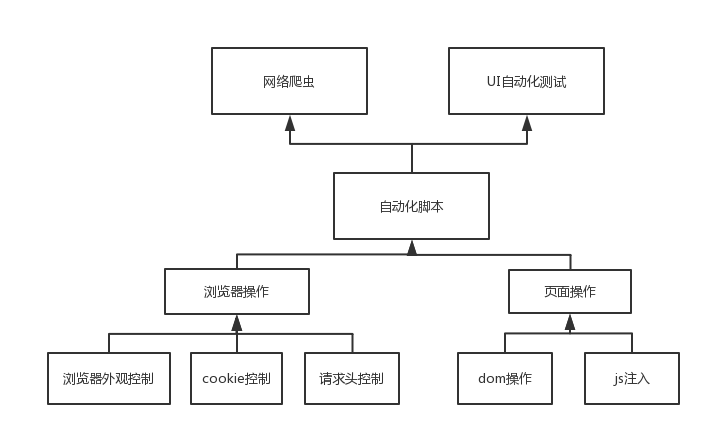 网络爬虫
UI自动化测试
自动化脚本
浏览器操作
页面操作
浏览器外观控制
cookie控制
请求头控制
dom操作
js注入